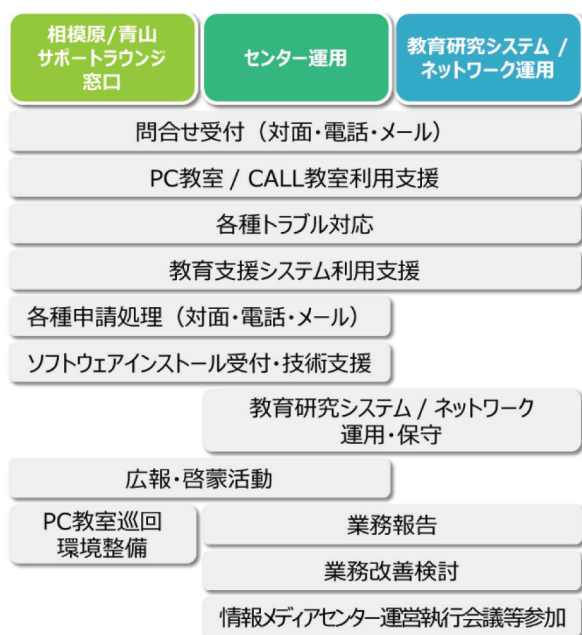 相模原/青山
サポートラウンジ
窓口
センター運用
教育研究システム /
ネットワーク運用
問合せ受付（対面・電話・メール）
PC教室 / CALL教室利用支援
各種トラブル対応
教育支援システム利用支援
各種申請処理（対面・電話・メール）
ソフトウェアインストール受付・技術支援
教育研究システム / ネットワーク
運用・保守
広報・啓蒙活動
PC教室巡回
環境整備
業務報告
業務改善検討
情報メディアセンター運営執行会議等参加